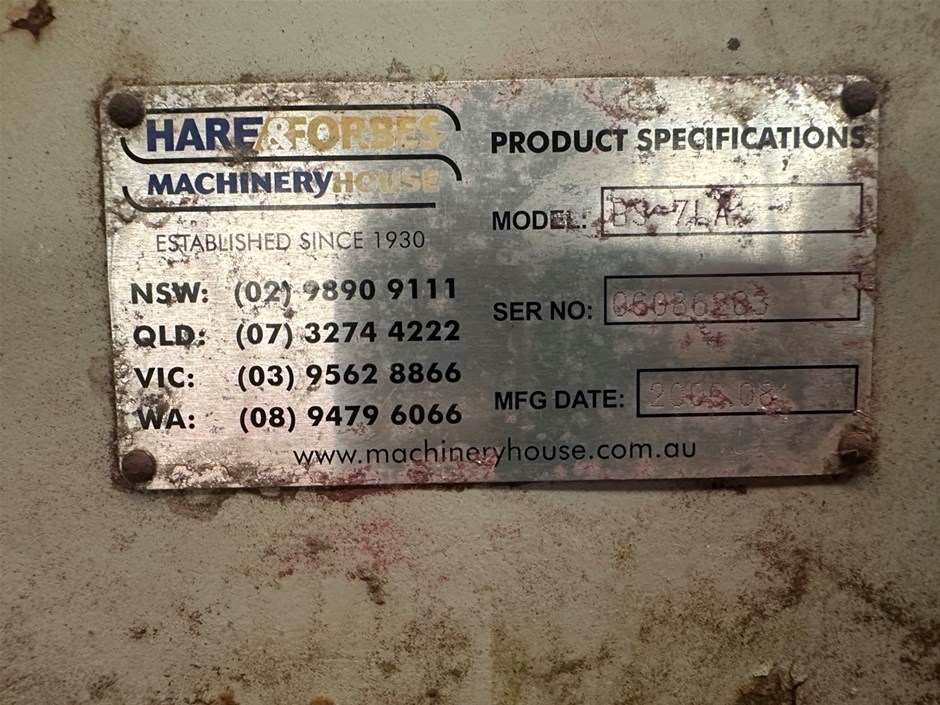 HARE & FORBES
MACHINERYHOUSE
ESTABLISHED SINCE 1930
NSW: (02) 9890 9111
QLD: (07) 3274 4222
VIC: (03) 9562 8866
WA: (08) 9479 6066
PRODUCT SPECIFICATIONS
MODEL:
SER NO:
MFG DATE:
www.machineryhouse.com.au